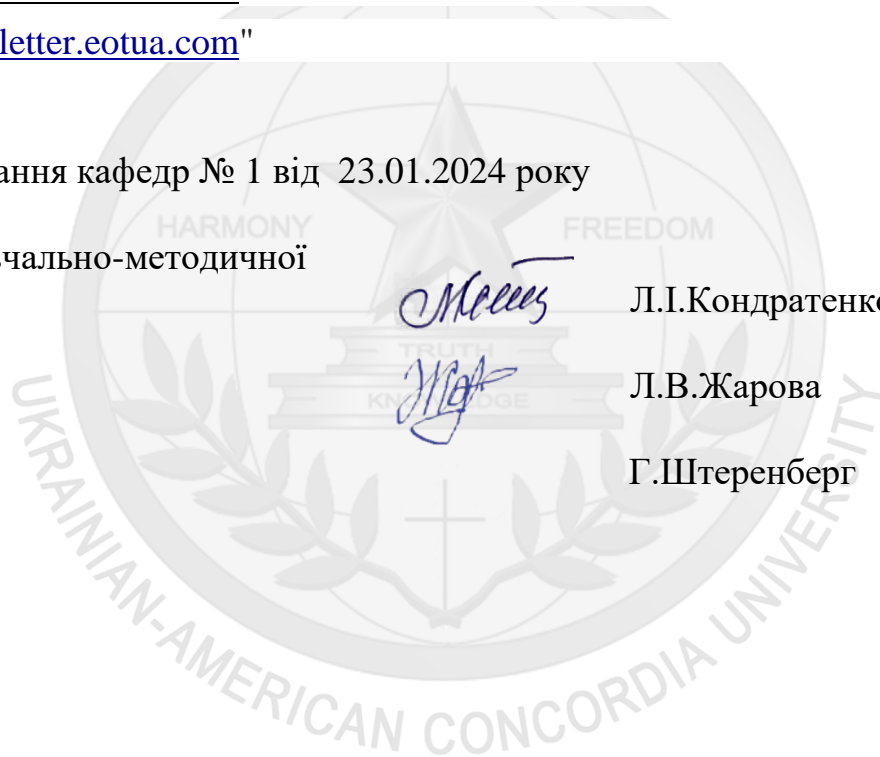 letter.eotua.com"
ання кафедр № 1 від 23.01.2024 року
HARMONY FREEDOM
вчально-методичної
Л.І.Кондратенко
TRUTH
Л.В.Жарова
KNOWLEDGE
Г.Штеренберг
UKRAINIAN-AMERICAN CONCORDIA UNIVERSITY